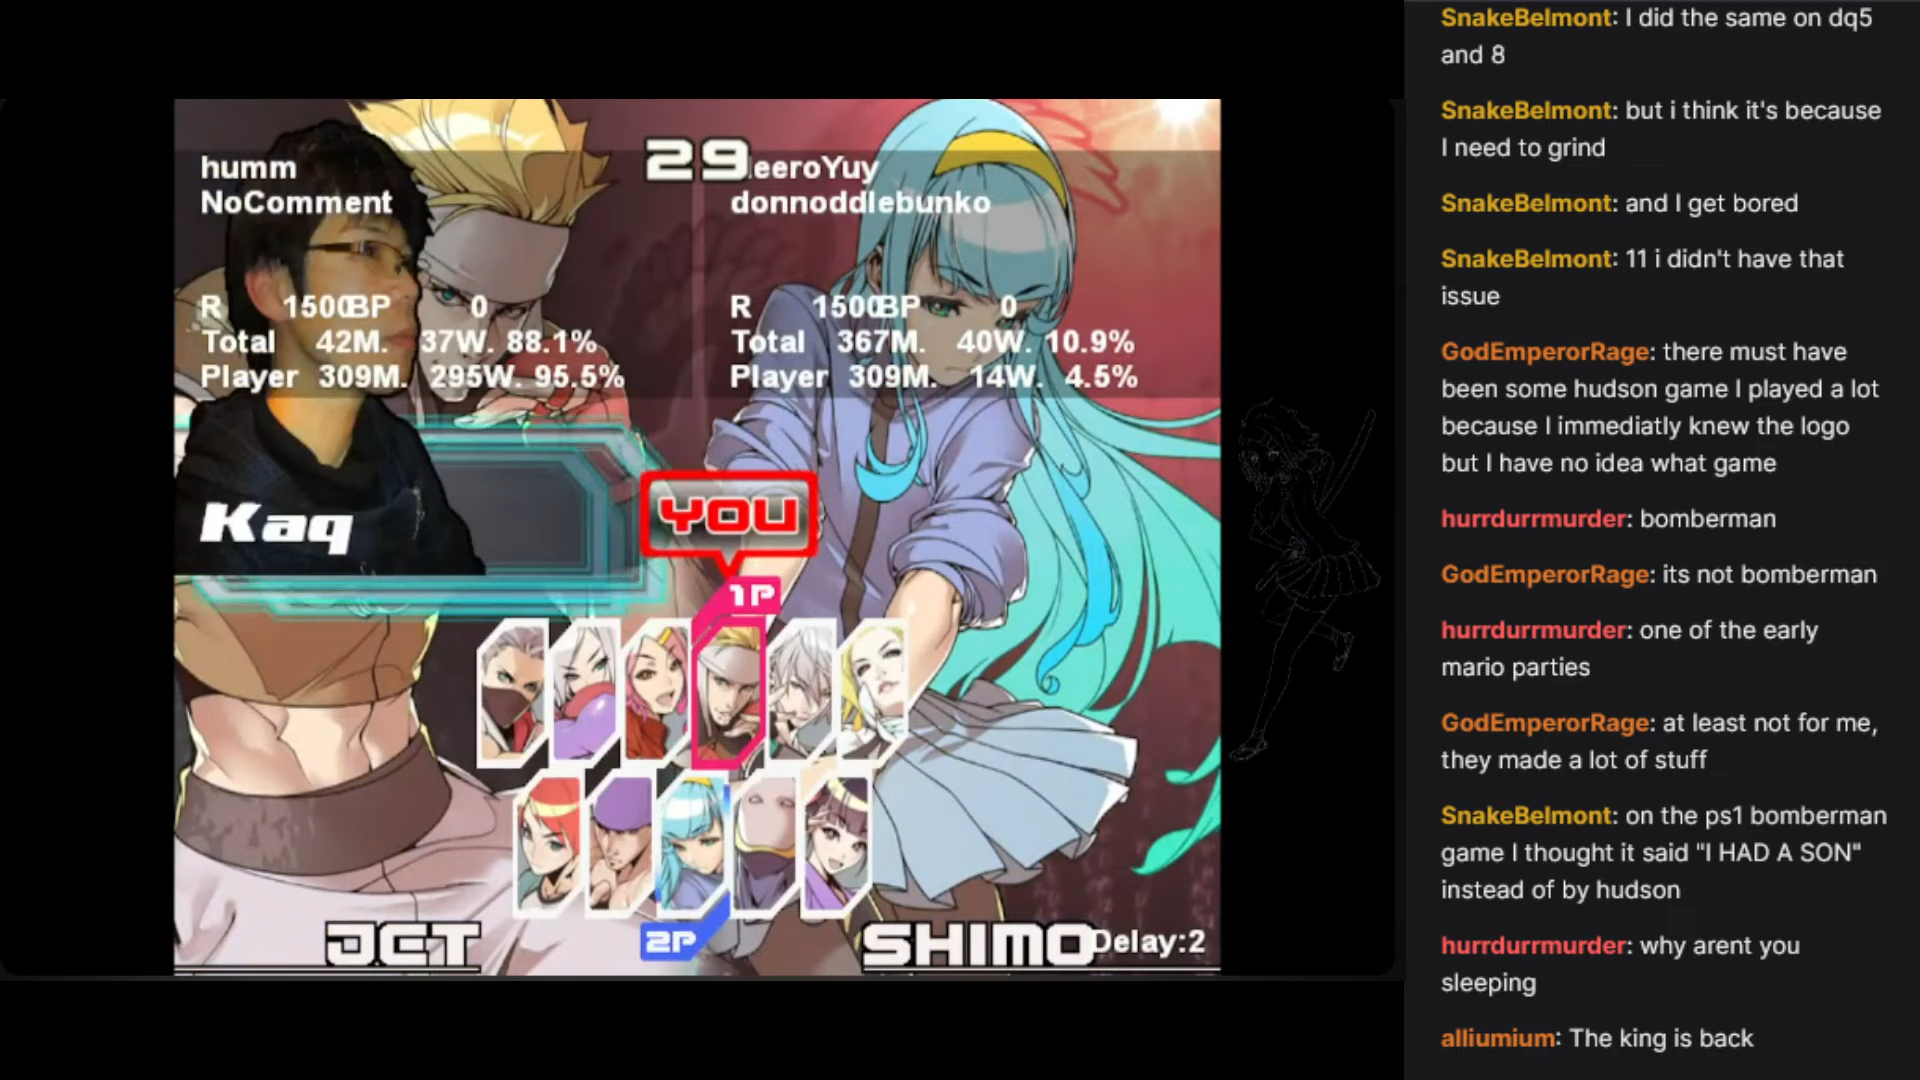 humm
NoComment
29
eeroYuy
donnoddlebunko
R 1500BP 0
Total 42M. 37W. 88.1%
Player 309M. 295W. 95.5%
R 1500BP 0
Total 367M. 40W. 10.9%
Player 309M. 14W. 4.5%
Kaq
YOU
1P
2P
JCT
SHIMO
Delay:2
SnakeBelmont: I did the same on dq5
and 8
SnakeBelmont: but i think it's because
I need to grind
SnakeBelmont: and I get bored
SnakeBelmont: 11 i didn't have that
issue
GodEmperorRage: there must have
been some hudson game I played a lot
because I immediatly knew the logo
but I have no idea what game
hurrdurrmurder: bomberman
GodEmperorRage: its not bomberman
hurrdurrmurder: one of the early
mario parties
GodEmperorRage: at least not for me,
they made a lot of stuff
SnakeBelmont: on the ps1 bomberman
game I thought it said "I HAD A SON"
instead of by hudson
hurrdurrmurder: why arent you
sleeping
alliumium: The king is back